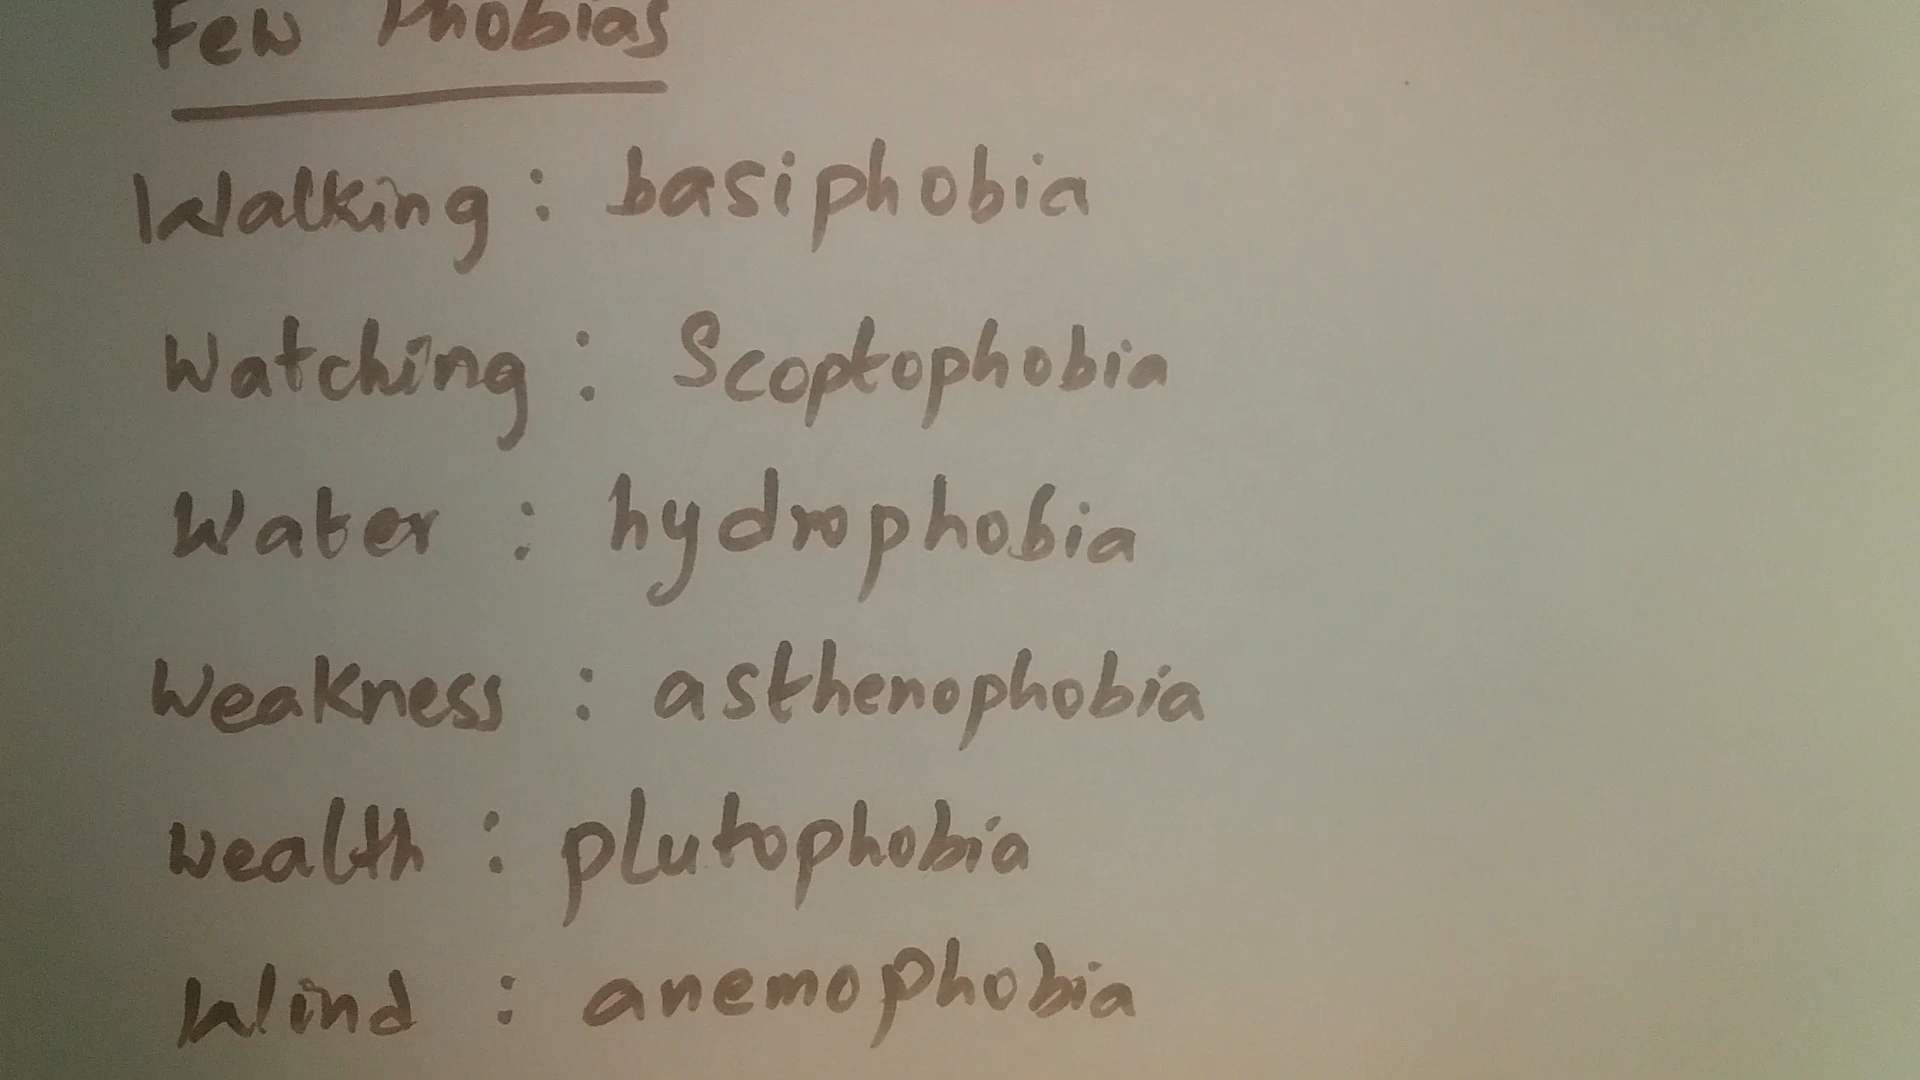 Few Phobias
Walking : basiphobia
Watching : Scoptophobia
Water : hydrophobia
Weakness : asthenophobia
wealth : plutophobia
Wind : anemophobia